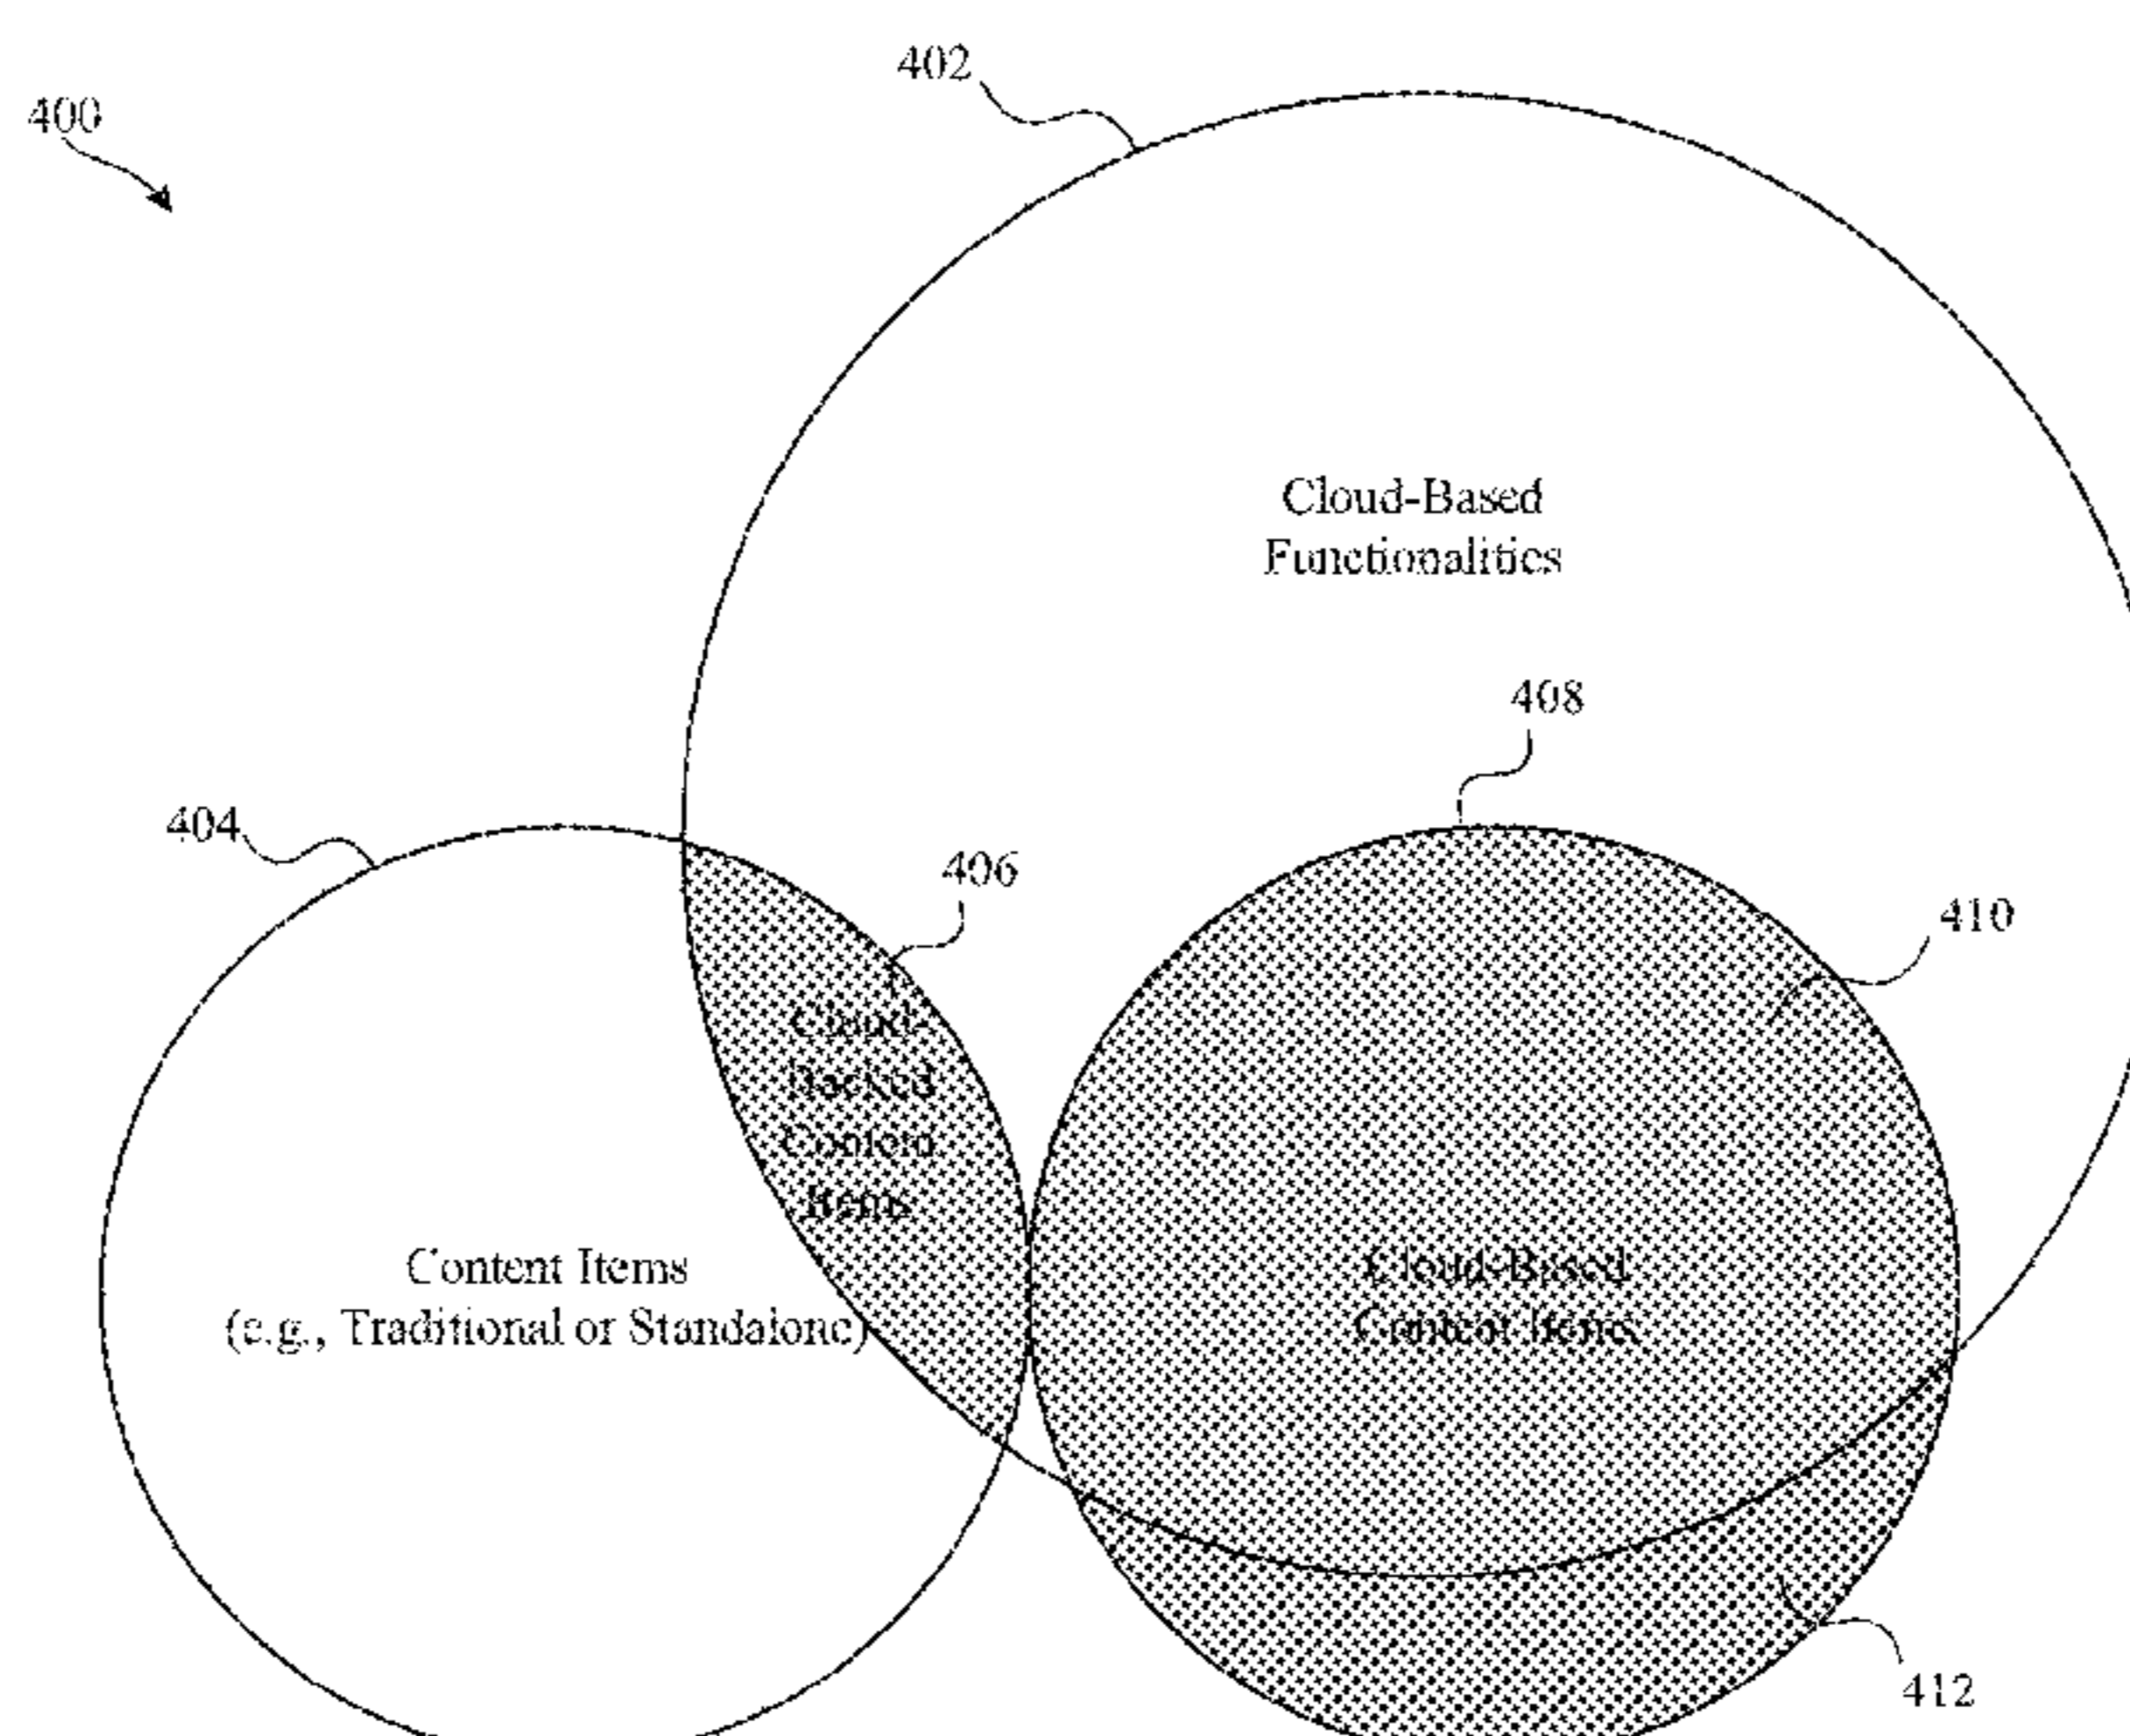 402
400
Cloud-Based
Functionalities
408
404
406
410
Cloud-
Backed
Content
Items
Content Items
(e.g., Traditional or Standalone)
Cloud-Based
Content Items
412